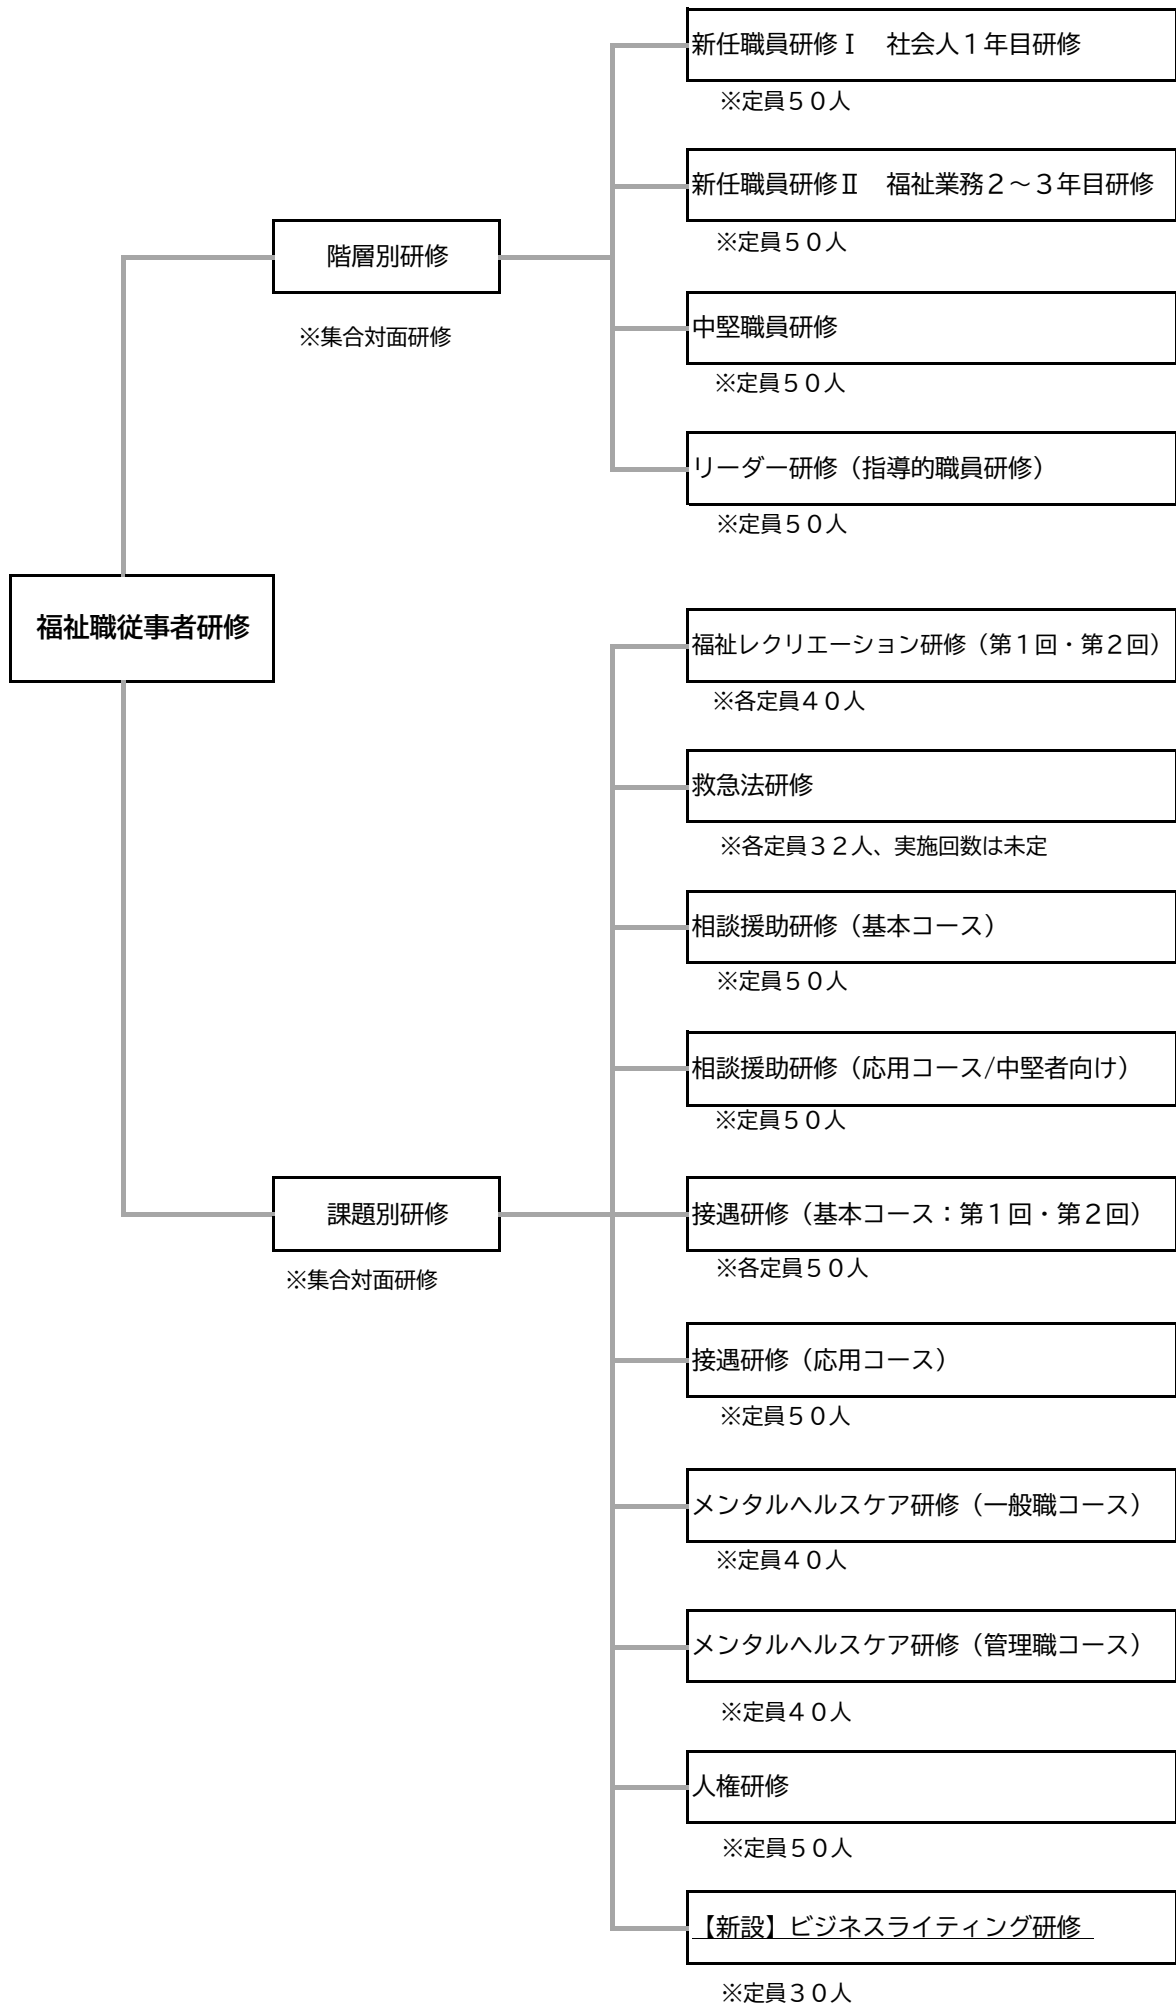 福祉職従事者研修
階層別研修
※集合対面研修
新任職員研修Ⅰ　社会人１年目研修
※定員５０人
新任職員研修Ⅱ　福祉業務２～３年目研修
※定員５０人
中堅職員研修
※定員５０人
リーダー研修（指導的職員研修）
※定員５０人
課題別研修
※集合対面研修
福祉レクリエーション研修（第１回・第２回）
※各定員４０人
救急法研修
※各定員３２人、実施回数は未定
相談援助研修（基本コース）
※定員５０人
相談援助研修（応用コース/中堅者向け）
※定員５０人
接遇研修（基本コース：第１回・第２回）
※各定員５０人
接遇研修（応用コース）
※定員５０人
メンタルヘルスケア研修（一般職コース）
※定員４０人
メンタルヘルスケア研修（管理職コース）
※定員４０人
人権研修
※定員５０人
【新設】ビジネスライティング研修
※定員３０人